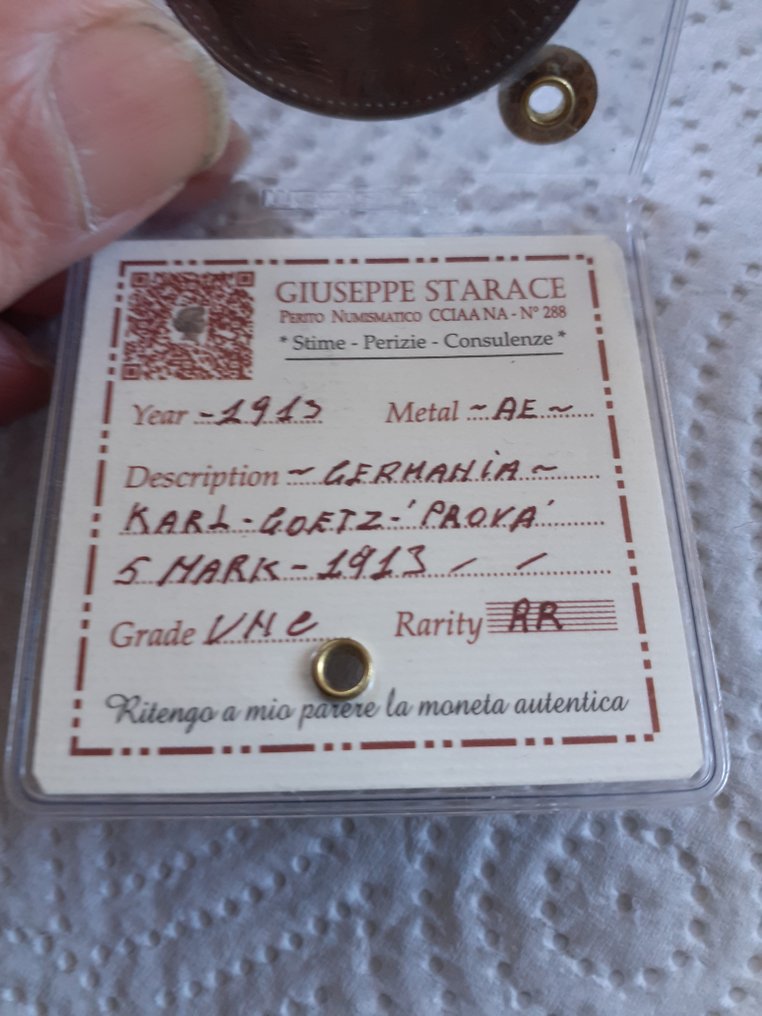 GIUSEPPE STARACE
PERITO NUMISMATICO CCIAA NA - N° 288
* Stime - Perizie - Consulenze *
Year - 1913 Metal ~ AE ~
Description ~ GERMANIA ~
KARL - GOETZ - 'PROVA'
5 MARK - 1913
Grade UNC Rarity RR
Ritengo a mio parere la moneta autentica